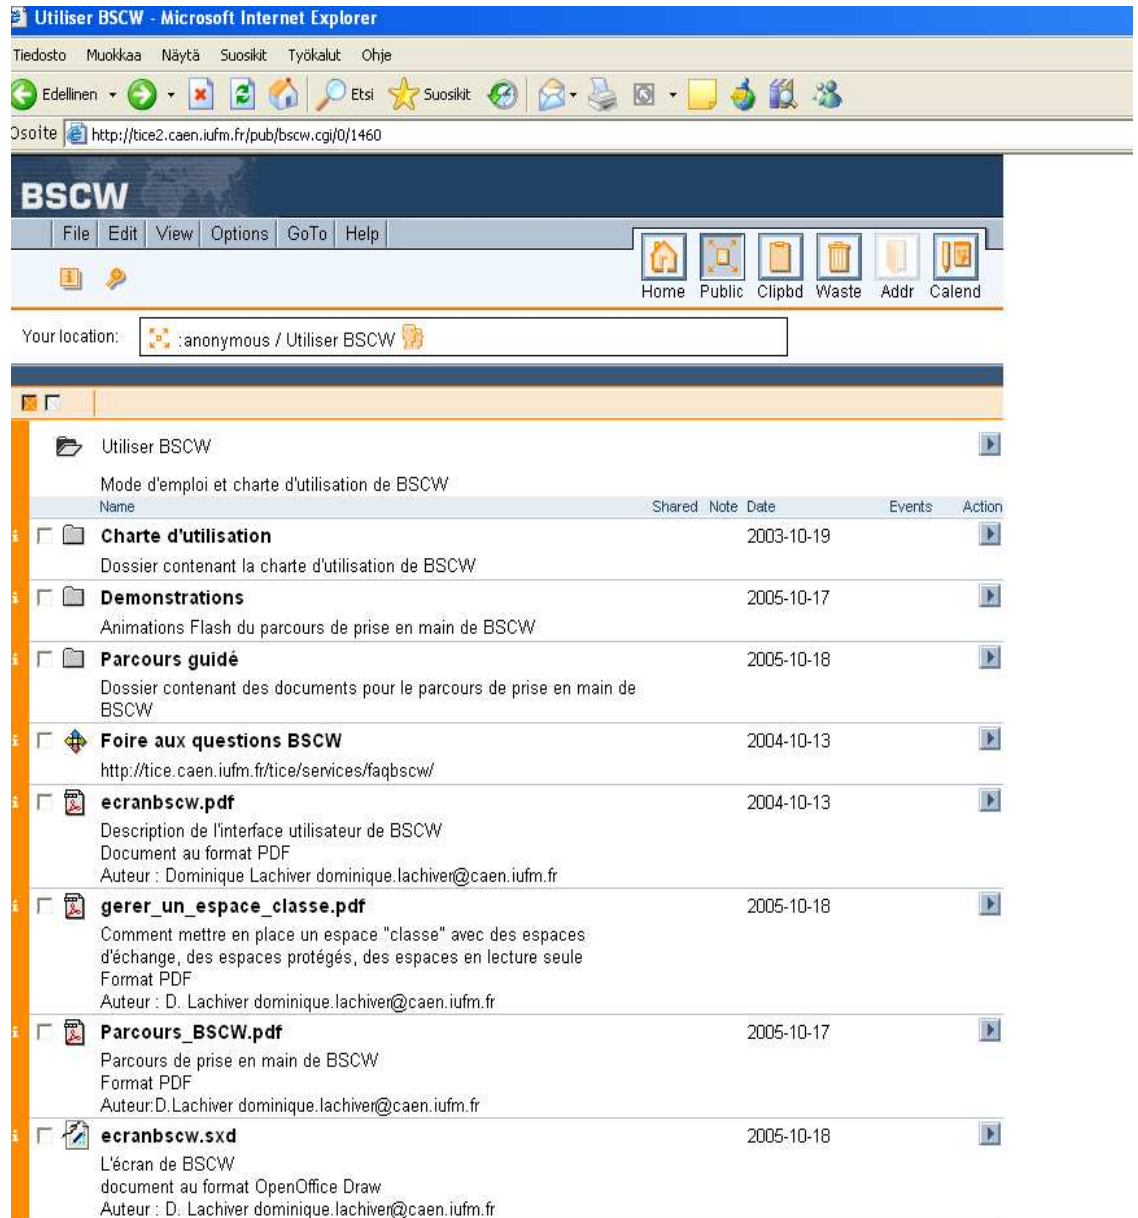 Utiliser BSCW - Microsoft Internet Explorer
Tiedosto Muokkaa Näytä Suosikit Työkalut Ohje
Edellinen Etsi Suosikit
Osoite http://tice2.caen.iufm.fr/pub/bscw.cgi/0/1460
BSCW
File Edit View Options GoTo Help
Home Public Clipbd Waste Addr Calend
Your location: :anonymous / Utiliser BSCW
Utiliser BSCW
Mode d'emploi et charte d'utilisation de BSCW
Name Shared Note Date Events Action
Charte d'utilisation 2003-10-19
Dossier contenant la charte d'utilisation de BSCW
Demonstrations 2005-10-17
Animations Flash du parcours de prise en main de BSCW
Parcours guidé 2005-10-18
Dossier contenant des documents pour le parcours de prise en main de
BSCW
Foire aux questions BSCW 2004-10-13
http://tice.caen.iufm.fr/tice/services/faqbscw/
ecranbscw.pdf 2004-10-13
Description de l'interface utilisateur de BSCW
Document au format PDF
Auteur : Dominique Lachiver dominique.lachiver@caen.iufm.fr
gerer_un_espace_classe.pdf 2005-10-18
Comment mettre en place un espace "classe" avec des espaces
d'échange, des espaces protégés, des espaces en lecture seule
Format PDF
Auteur : D. Lachiver dominique.lachiver@caen.iufm.fr
Parcours_BSCW.pdf 2005-10-17
Parcours de prise en main de BSCW
Format PDF
Auteur:D.Lachiver dominique.lachiver@caen.iufm.fr
ecranbscw.sxd 2005-10-18
L'écran de BSCW
document au format OpenOffice Draw
Auteur : D. Lachiver dominique.lachiver@caen.iufm.fr